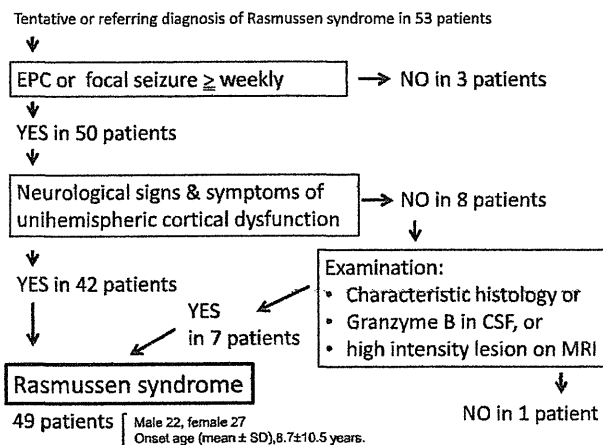 Tentative or referring diagnosis of Rasmussen syndrome in 53 patients
EPC or focal seizure ≥ weekly
NO in 3 patients
YES in 50 patients
Neurological signs & symptoms of
unihemispheric cortical dysfunction
NO in 8 patients
YES in 42 patients
Examination:
• Characteristic histology or
• Granzyme B in CSF, or
• high intensity lesion on MRI
YES
in 7 patients
Rasmussen syndrome
NO in 1 patient
49 patients
Male 22, female 27
Onset age (mean ± SD),8.7±10.5 years.